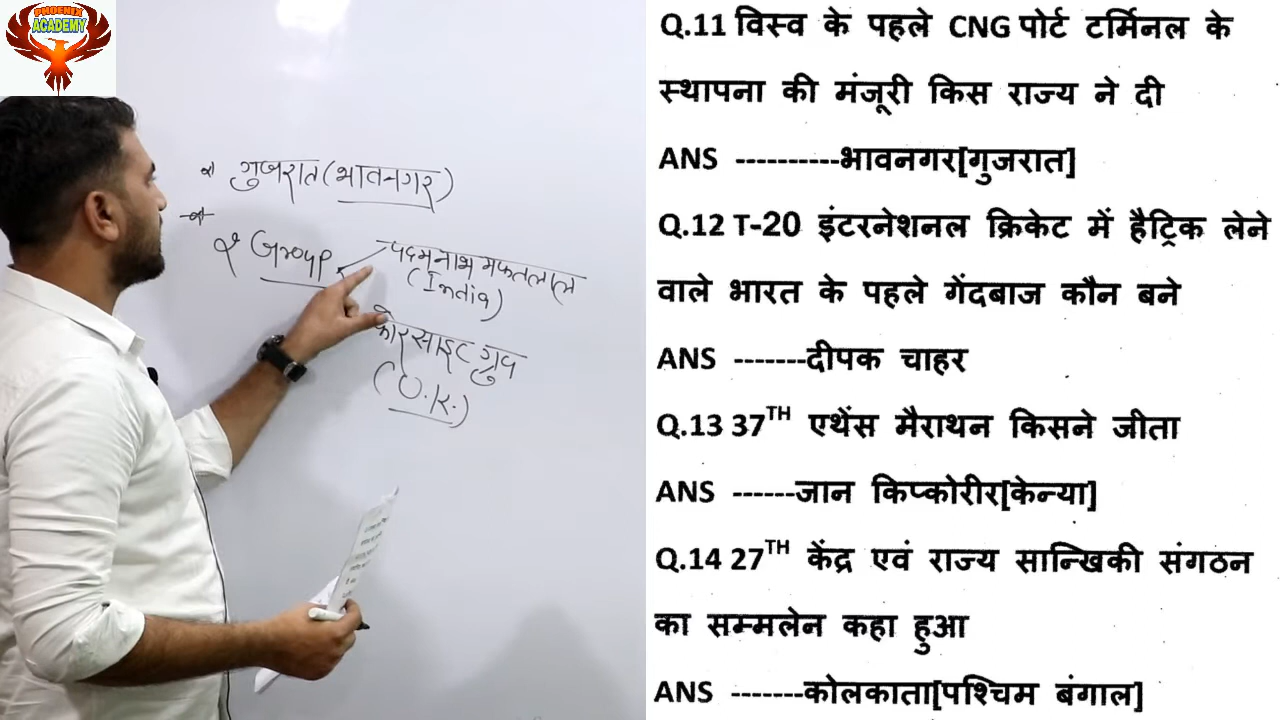 PHOENIX
ACADEMY
गुजरात (भावनगर)
२ Group
पदमनाभ मफतलाल
(India)
फोरसाइट ग्रुव
(U.K.)
Q.11 विस्व के पहले CNG पोर्ट टर्मिनल के
स्थापना की मंजूरी किस राज्य ने दी
ANS ----------भावनगर[गुजरात]
Q.12 T-20 इंटरनेशनल क्रिकेट में हैट्रिक लेने
वाले भारत के पहले गेंदबाज कौन बने
ANS -------दीपक चाहर
Q.13 37TH एथेंस मैराथन किसने जीता
ANS ------जान किप्कोरीर[केन्या]
Q.14 27TH केंद्र एवं राज्य सान्खिकी संगठन
का सम्मलेन कहा हुआ
ANS -------कोलकाता[पश्चिम बंगाल]